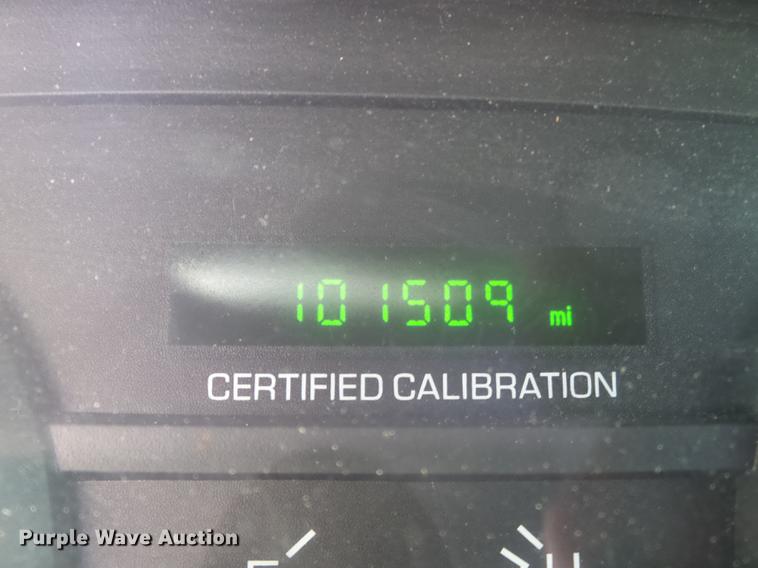 101509 mi
CERTIFIED CALIBRATION
Purple Wave Auction